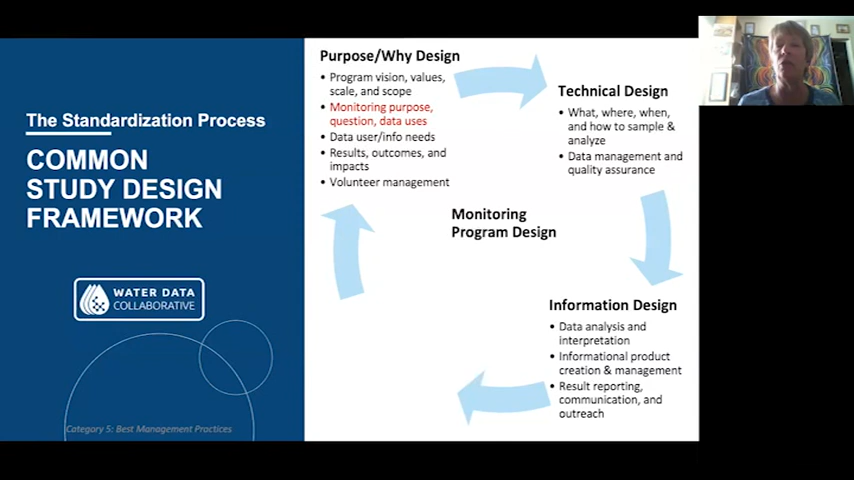 The Standardization Process
COMMON
STUDY DESIGN
FRAMEWORK
WATER DATA
COLLABORATIVE
Category 5: Best Management Practices
Purpose/Why Design
• Program vision, values,
scale, and scope
• Monitoring purpose,
question, data uses
• Data user/info needs
• Results, outcomes, and
impacts
• Volunteer management
Technical Design
• What, where, when,
and how to sample &
analyze
• Data management and
quality assurance
Monitoring
Program Design
Information Design
• Data analysis and
interpretation
• Informational product
creation & management
• Result reporting,
communication, and
outreach